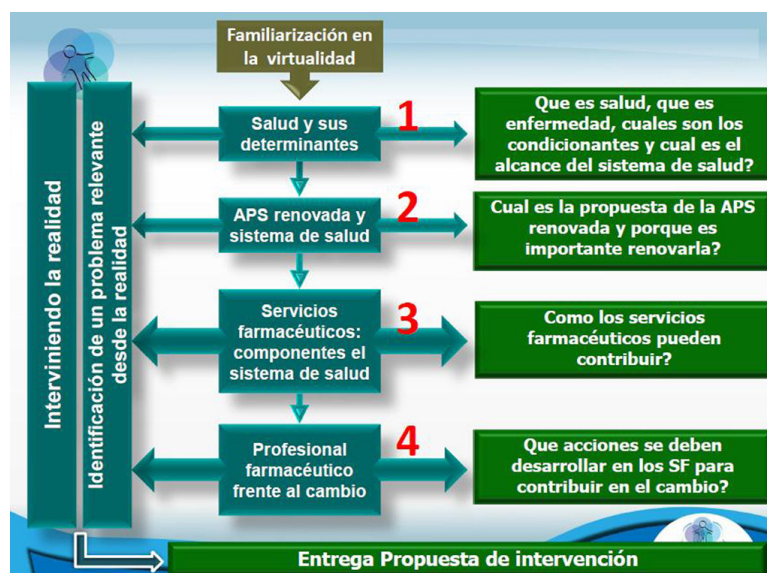 Familiarización en
la virtualidad
Interviniendo la realidad
Identificación de un problema relevante
desde la realidad
Salud y sus
determinantes
1
Que es salud, que es
enfermedad, cuales son los
condicionantes y cual es el
alcance del sistema de salud?
APS renovada y
sistema de salud
2
Cual es la propuesta de la APS
renovada y porque es
importante renovarla?
Servicios
farmacéuticos:
componentes el
sistema de salud
3
Como los servicios
farmacéuticos pueden
contribuir?
Profesional
farmacéutico
frente al cambio
4
Que acciones se deben
desarrollar en los SF para
contribuir en el cambio?
Entrega Propuesta de intervención